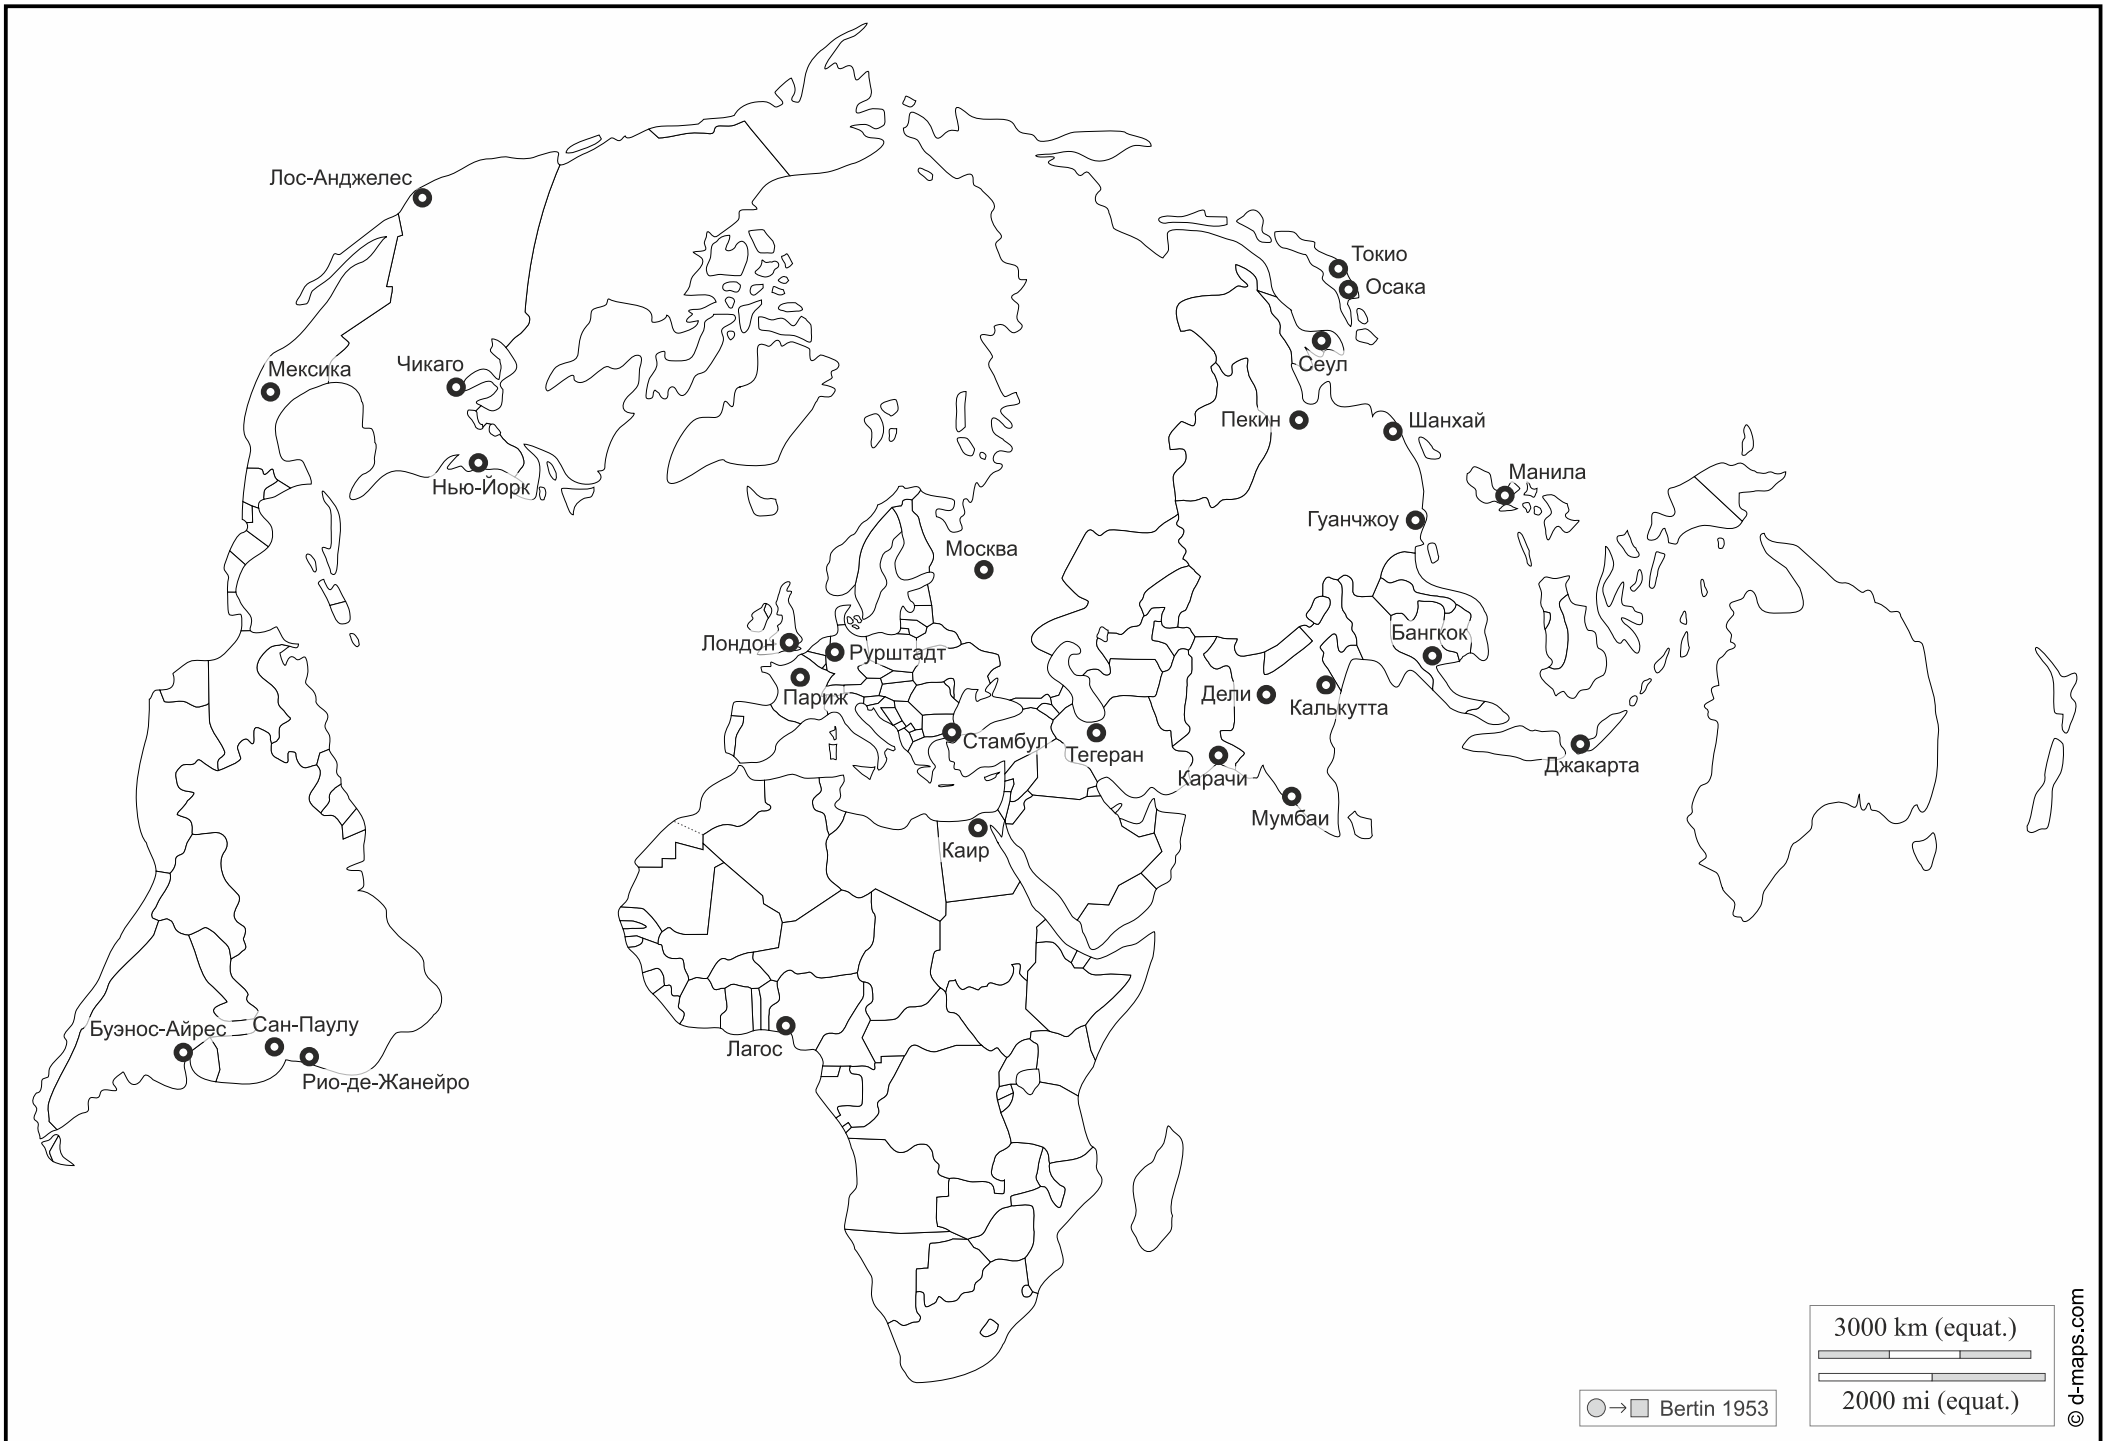 Лос-Анджелес
Токио
Осака
Сеул
Мексика
Чикаго
Пекин
Шанхай
Нью-Йорк
Манила
Гуанчжоу
Москва
Лондон
Рурштадт
Бангкок
Париж
Дели
Калькутта
Стамбул
Тегеран
Карачи
Джакарта
Мумбаи
Каир
Буэнос-Айрес
Сан-Паулу
Лагос
Рио-де-Жанейро
3000 km (equat.)
2000 mi (equat.)
Bertin 1953
© d-maps.com